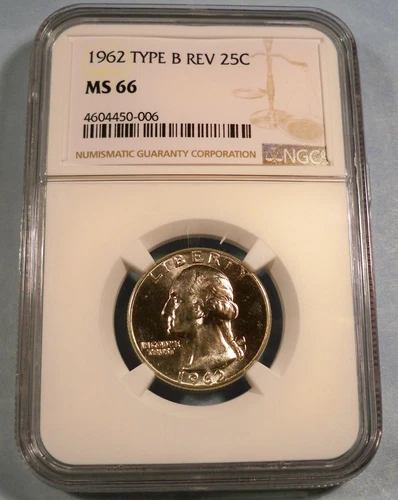 1962 TYPE B REV 25C
MS 66
4604450-006
NUMISMATIC GUARANTY CORPORATION
NGC
LIBERTY
IN GOD WE
TRUST
1962